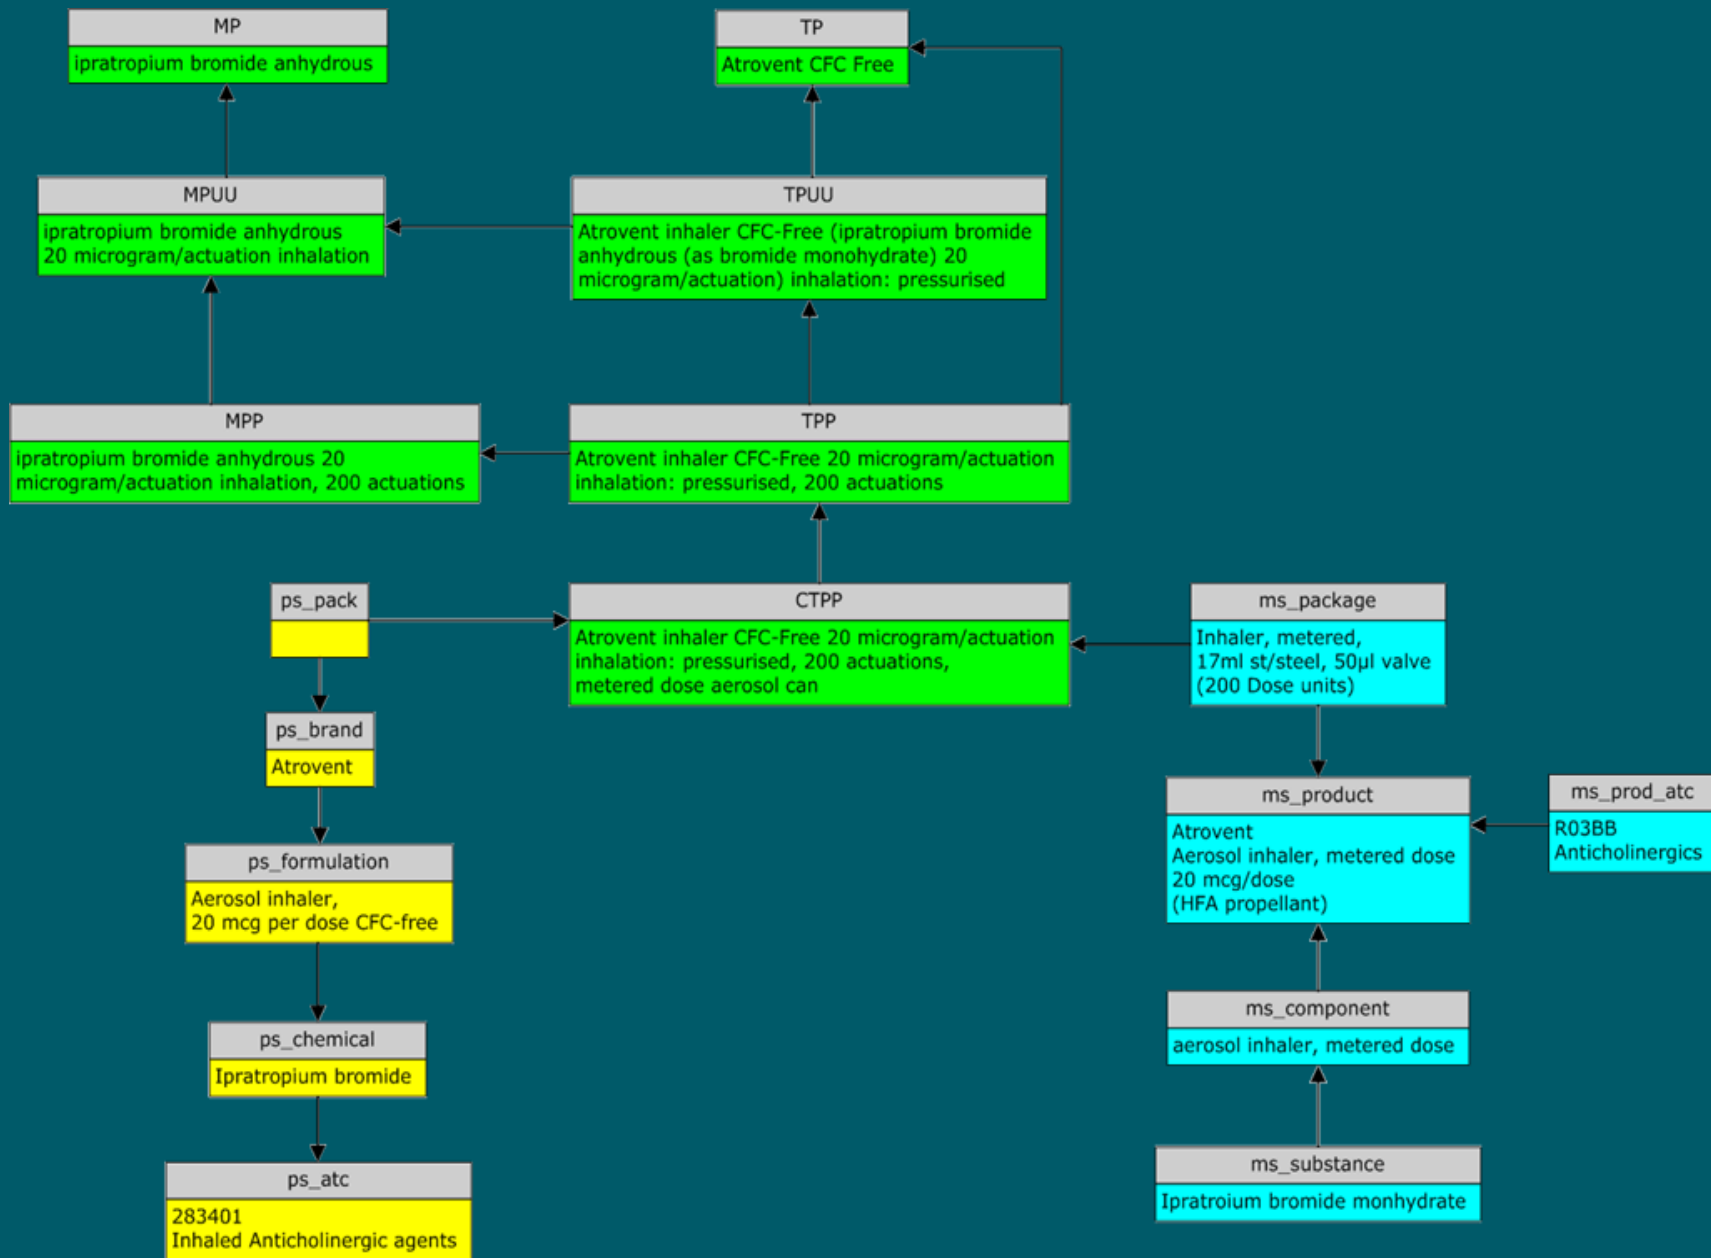 MP
ipratropium bromide anhydrous
TP
Atrovent CFC Free
MPUU
ipratropium bromide anhydrous
20 microgram/actuation inhalation
TPUU
Atrovent inhaler CFC-Free (ipratropium bromide
anhydrous (as bromide monohydrate) 20
microgram/actuation) inhalation: pressurised
MPP
ipratropium bromide anhydrous 20
microgram/actuation inhalation, 200 actuations
TPP
Atrovent inhaler CFC-Free 20 microgram/actuation
inhalation: pressurised, 200 actuations
ps_pack
CTPP
Atrovent inhaler CFC-Free 20 microgram/actuation
inhalation: pressurised, 200 actuations,
metered dose aerosol can
ms_package
Inhaler, metered,
17ml st/steel, 50µl valve
(200 Dose units)
ps_brand
Atrovent
ms_product
Atrovent
Aerosol inhaler, metered dose
20 mcg/dose
(HFA propellant)
ms_prod_atc
R03BB
Anticholinergics
ps_formulation
Aerosol inhaler,
20 mcg per dose CFC-free
ms_component
aerosol inhaler, metered dose
ps_chemical
Ipratropium bromide
ms_substance
Ipratroium bromide monhydrate
ps_atc
283401
Inhaled Anticholinergic agents